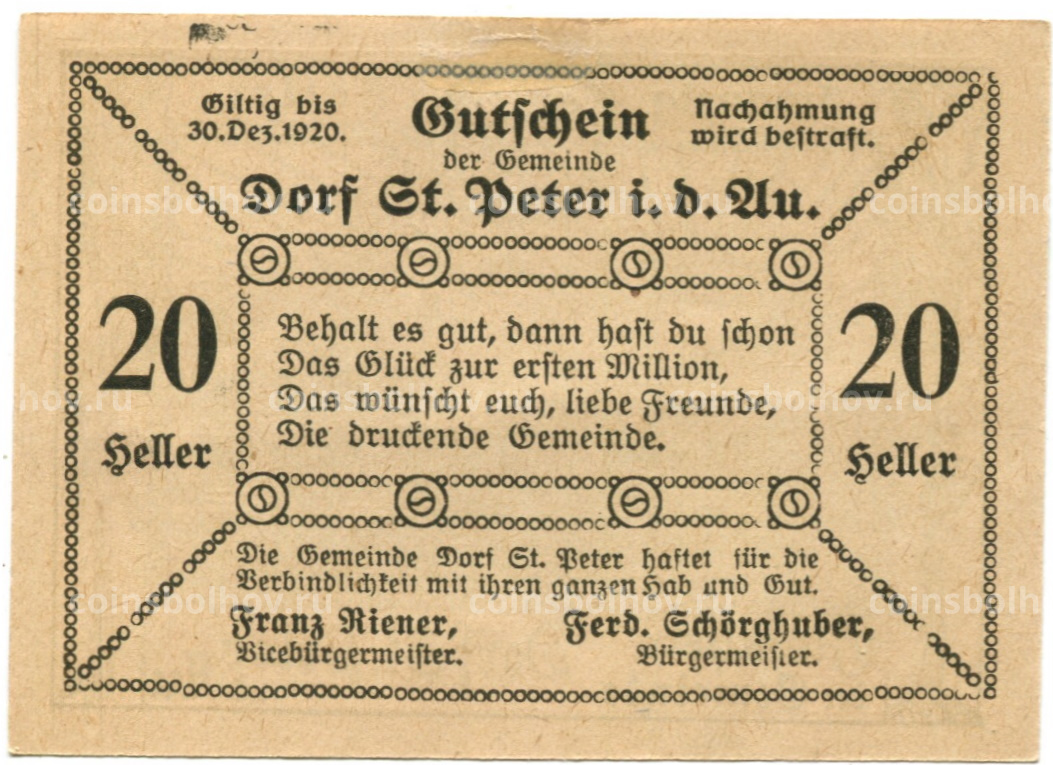 Giltig bis
30. Dez. 1920.
Gutschein
Nachahmung
wird bestraft.
der Gemeinde
Dorf St. Peter i. d. Au.
20
Heller
Behalt es gut, dann hast du schon
Das Glück zur ersten Million,
Das wünscht euch, liebe Freunde,
Die druckende Gemeinde.
20
Heller
Die Gemeinde Dorf St. Peter haftet für die
Verbindlichkeit mit ihren ganzen Hab und Gut.
Franz Riener,
Vicebürgermeister.
Ferd. Schörghuber,
Bürgermeister.
coinsbolhov.ru